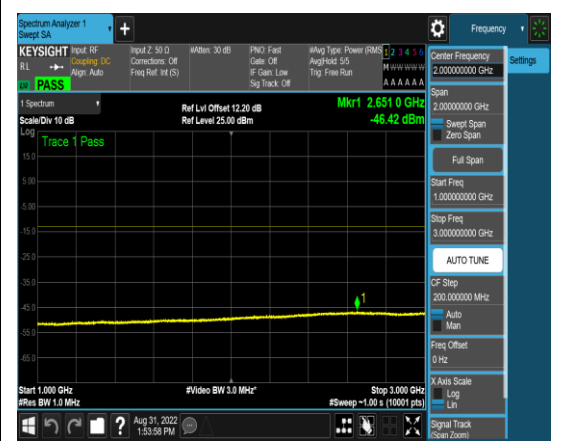 Spectrum Analyzer 1
Swept SA
+
Frequency
KEYSIGHT
Input: RF
Input Z: 50 Ω
#Atten: 30 dB
PNO: Fast
#Avg Type: Power (RMS
1 2 3 4 5 6
RL
Coupling: DC
Corrections: Off
Gate: Off
Avg|Hold: 5/5
M W W W W W
Align: Auto
Freq Ref: Int (S)
IF Gain: Low
Trig: Free Run
LXI
PASS
Sig Track: Off
A A A A A A
1 Spectrum
Ref Lvl Offset 12.20 dB
Mkr1 2.651 0 GHz
Scale/Div 10 dB
Ref Level 25.00 dBm
-46.42 dBm
Log
Trace 1 Pass
15.0
5.00
-5.00
-15.0
-25.0
-35.0
-45.0
-55.0
-65.0
1
Start 1.000 GHz
#Video BW 3.0 MHz*
Stop 3.000 GHz
#Res BW 1.0 MHz
#Sweep ~1.00 s (10001 pts)
?
Aug 31, 2022
1:53:58 PM
Center Frequency
2.000000000 GHz
Settings
Span
2.00000000 GHz
Swept Span
Zero Span
Full Span
Start Freq
1.000000000 GHz
Stop Freq
3.000000000 GHz
AUTO TUNE
CF Step
200.000000 MHz
Auto
Man
Freq Offset
0 Hz
X Axis Scale
Log
Lin
Signal Track
(Span Zoom)